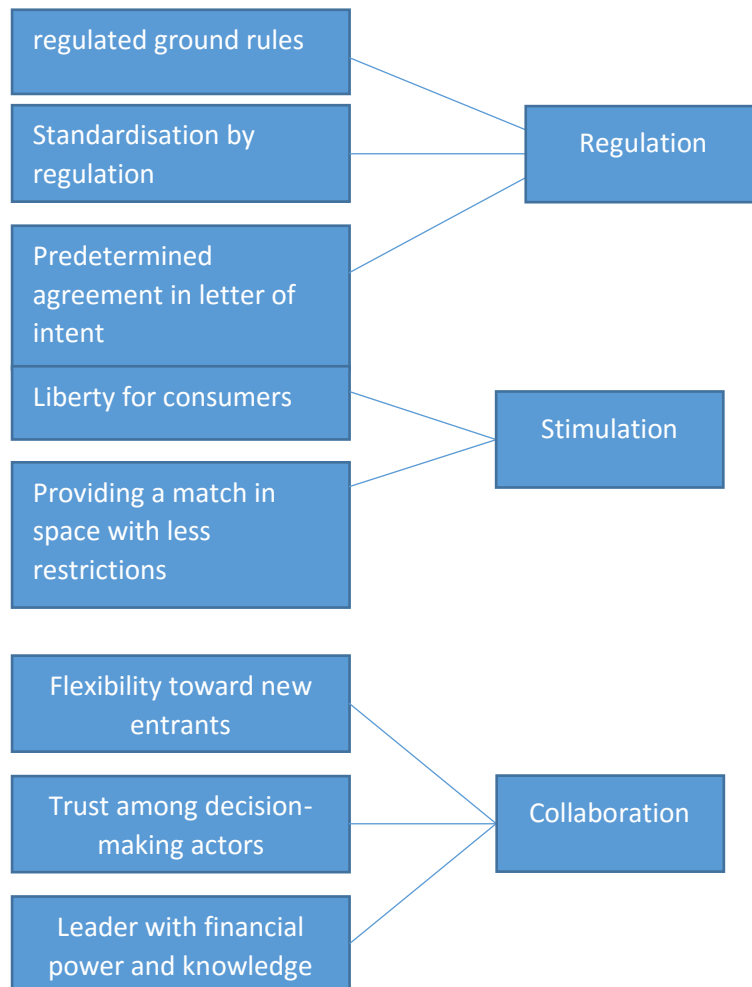 regulated ground rules
Standardisation by
regulation
Regulation
Predetermined
agreement in letter of
intent
Liberty for consumers
Stimulation
Providing a match in
space with less
restrictions
Flexibility toward new
entrants
Trust among decision-
making actors
Collaboration
Leader with financial
power and knowledge